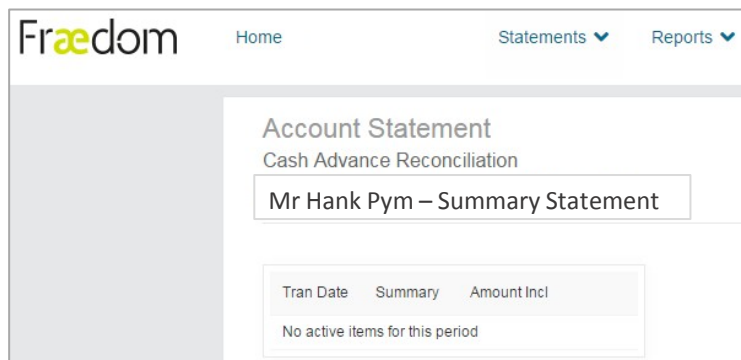 Fraedom
Home Statements Reports
Account Statement
Cash Advance Reconciliation
Mr Hank Pym – Summary Statement
Tran Date Summary Amount Incl
No active items for this period